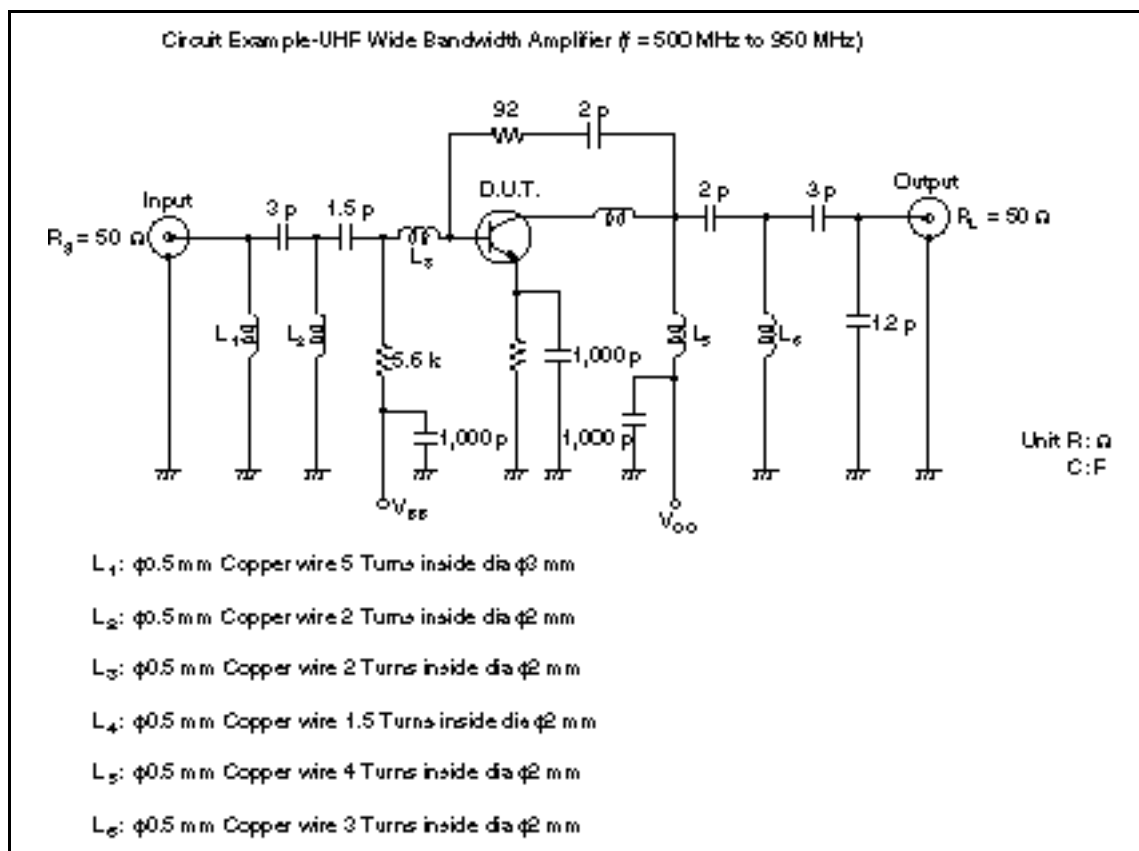 Circuit Example-UHF Wide Bandwidth Amplifier (f = 500 MHz to 950 MHz)
92
2 p
D.U.T.
Input
3 p
1.5 p
2 p
3 p
Output
Rg = 50 Ω
RL = 50 Ω
L3
L1
L2
5.6 k
1,000 p
L5
L6
1.2 p
1,000 p
1,000 p
Unit R: Ω
C: F
VBB
VCC
L1: φ0.5 mm Copper wire 5 Turns inside dia φ3 mm
L2: φ0.5 mm Copper wire 2 Turns inside dia φ2 mm
L3: φ0.5 mm Copper wire 2 Turns inside dia φ2 mm
L4: φ0.5 mm Copper wire 1.5 Turns inside dia φ2 mm
L5: φ0.5 mm Copper wire 4 Turns inside dia φ2 mm
L6: φ0.5 mm Copper wire 3 Turns inside dia φ2 mm